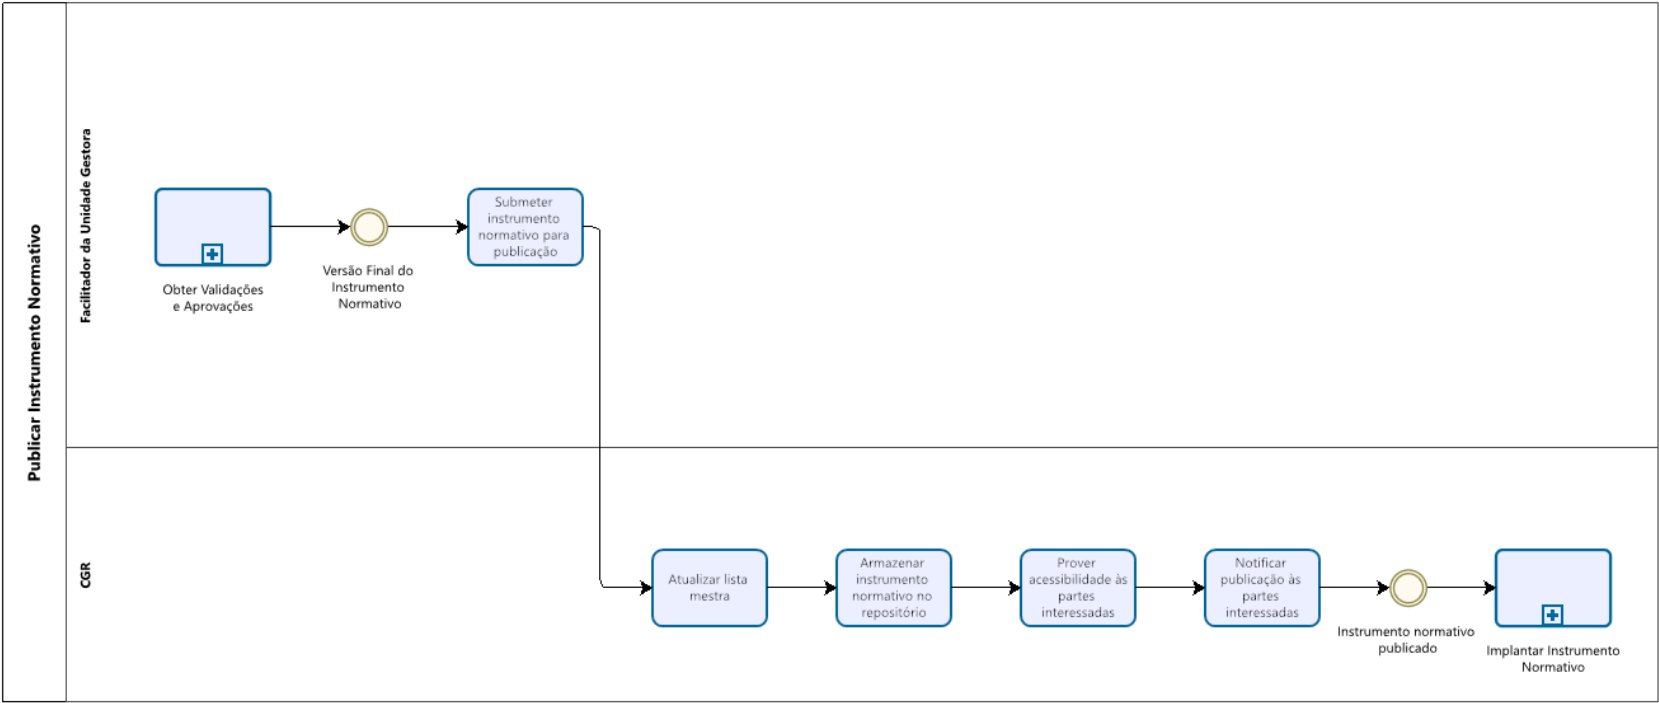 Publicar Instrumento Normativo
Facilitador da Unidade Gestora
Obter Validações
e Aprovações
Versão Final do
Instrumento
Normativo
Submeter
instrumento
normativo para
publicação
CGR
Atualizar lista
mestra
Armazenar
instrumento
normativo no
repositório
Prover
acessibilidade às
partes
interessadas
Notificar
publicação às
partes
interessadas
Instrumento normativo
publicado
Implantar Instrumento
Normativo